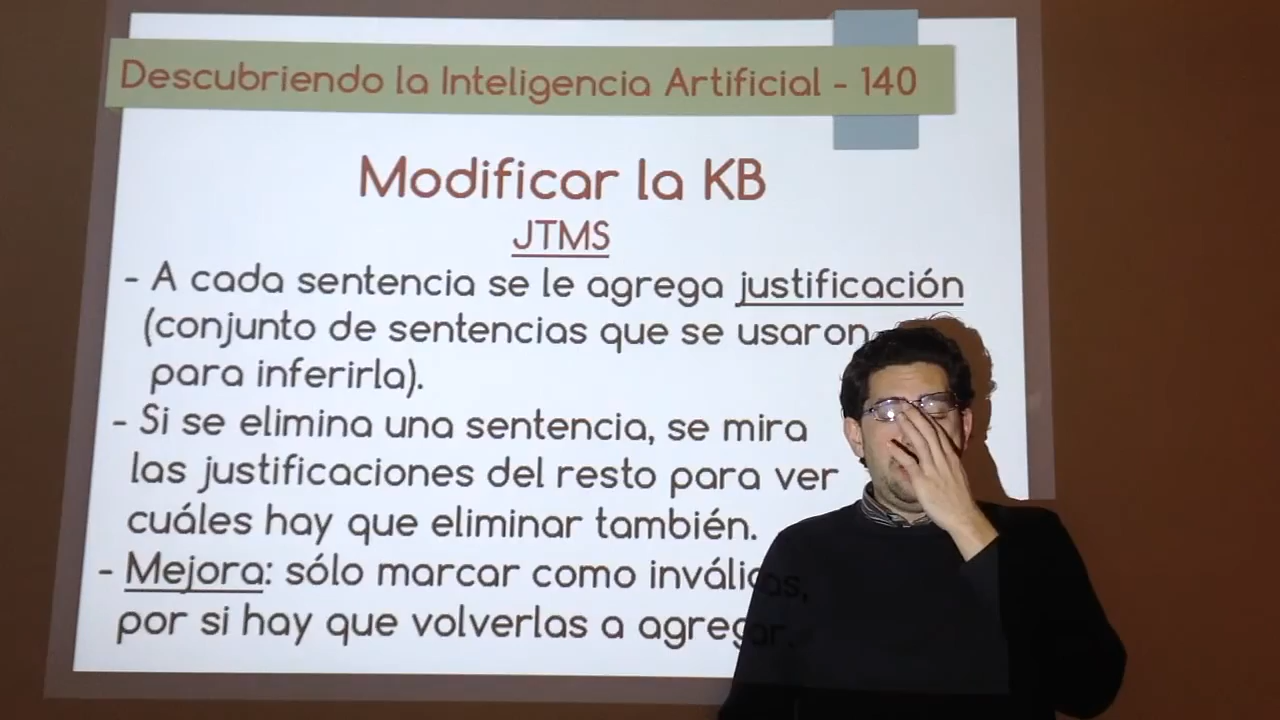 Descubriendo la Inteligencia Artificial - 140
Modificar la KB
JTMS
- A cada sentencia se le agrega justificación
(conjunto de sentencias que se usaron
para inferirla).
- Si se elimina una sentencia, se mira
las justificaciones del resto para ver
cuáles hay que eliminar también.
- Mejora: sólo marcar como inválidas,
por si hay que volverlas a agregar.